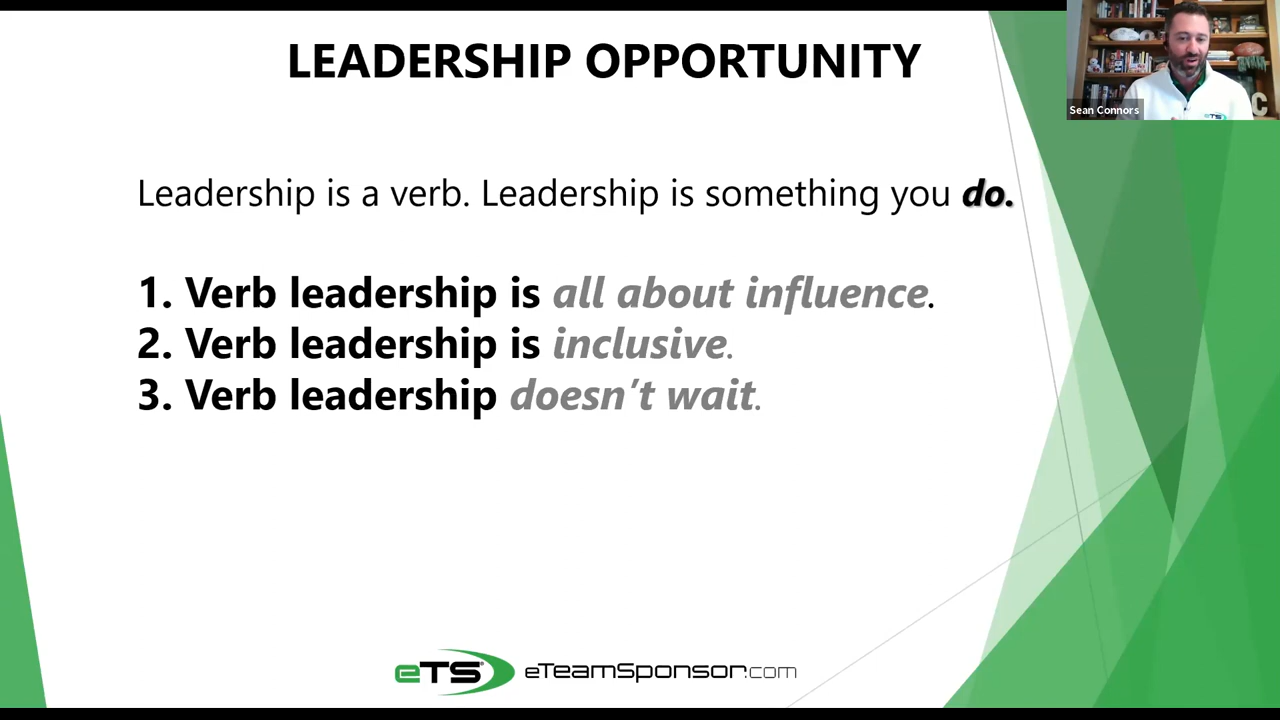 LEADERSHIP OPPORTUNITY
Sean Connors
eTS
C
Leadership is a verb. Leadership is something you do.
1. Verb leadership is all about influence.
2. Verb leadership is inclusive.
3. Verb leadership doesn’t wait.
eTS®
eTeamSponsor.com